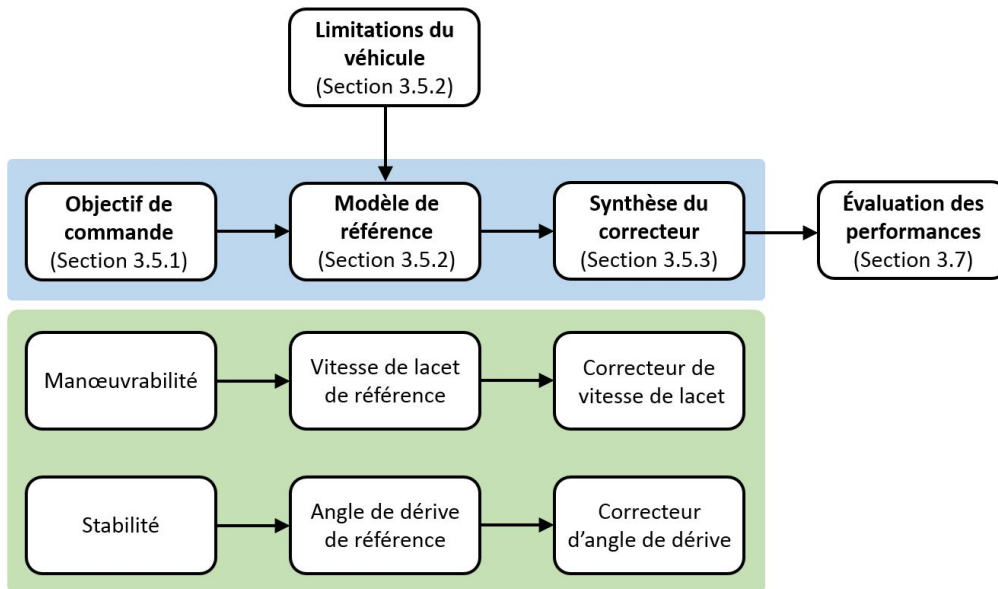 Limitations du
véhicule
(Section 3.5.2)
Objectif de
commande
(Section 3.5.1)
Modèle de
référence
(Section 3.5.2)
Synthèse du
correcteur
(Section 3.5.3)
Évaluation des
performances
(Section 3.7)
Manœuvrabilité
Vitesse de lacet
de référence
Correcteur de
vitesse de lacet
Stabilité
Angle de dérive
de référence
Correcteur
d’angle de dérive